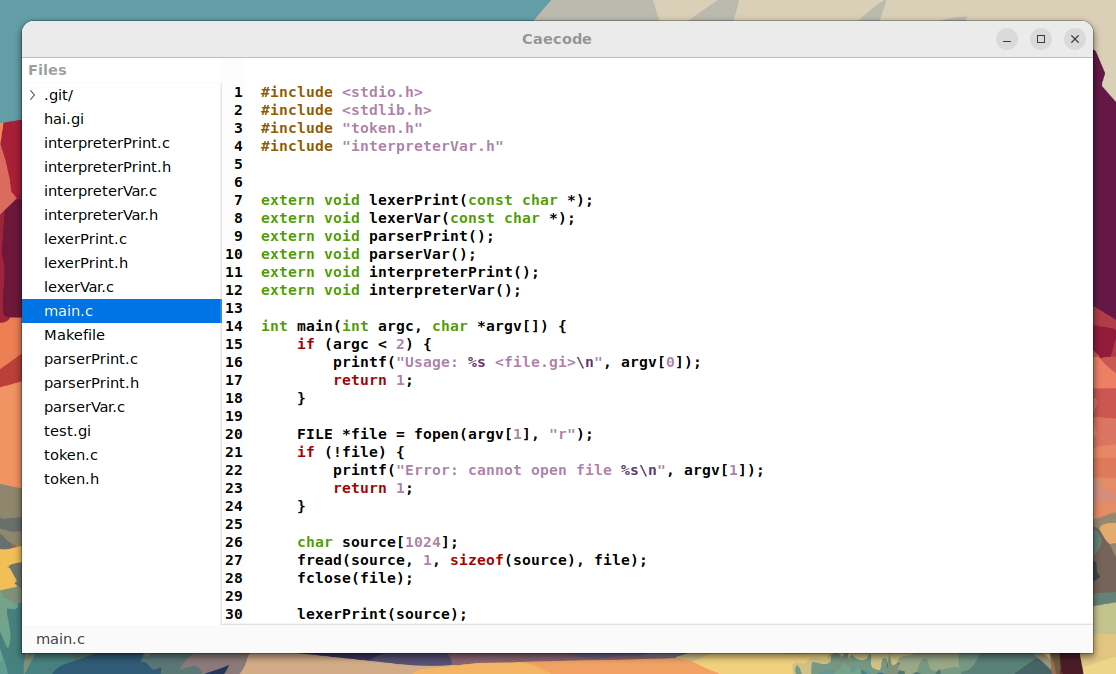 Caecode
Files
.git/
hai.gi
interpreterPrint.c
interpreterPrint.h
interpreterVar.c
interpreterVar.h
lexerPrint.c
lexerPrint.h
lexerVar.c
main.c
Makefile
parserPrint.c
parserPrint.h
parserVar.c
test.gi
token.c
token.h
1 #include <stdio.h>
2 #include <stdlib.h>
3 #include "token.h"
4 #include "interpreterVar.h"
5
6
7 extern void lexerPrint(const char *);
8 extern void lexerVar(const char *);
9 extern void parserPrint();
10 extern void parserVar();
11 extern void interpreterPrint();
12 extern void interpreterVar();
13
14 int main(int argc, char *argv[]) {
15     if (argc < 2) {
16         printf("Usage: %s <file.gi>\n", argv[0]);
17         return 1;
18     }
19
20     FILE *file = fopen(argv[1], "r");
21     if (!file) {
22         printf("Error: cannot open file %s\n", argv[1]);
23         return 1;
24     }
25
26     char source[1024];
27     fread(source, 1, sizeof(source), file);
28     fclose(file);
29
30     lexerPrint(source);
main.c